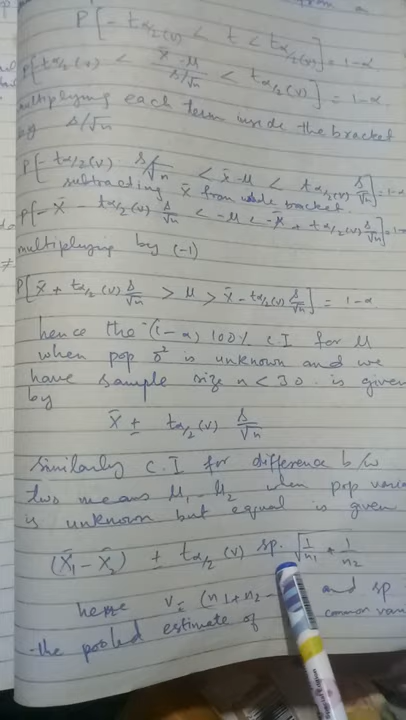 from a
P[-tα/2(v) < t < tα/2(v)] = 1-α
P[tα/2(v) < x̄-μ / s/√n < tα/2(v)] = 1-α
multiplying each term inside the bracket
by s/√n
P[-tα/2(v) s/√n < x̄-μ < tα/2(v) s/√n] = 1-α
subtracting x̄ from whole bracket.
P[-x̄ - tα/2(v) s/√n < -μ < -x̄ + tα/2(v) s/√n] = 1-α
multiplying by (-1)
P[x̄ + tα/2(v) s/√n > μ > x̄ - tα/2(v) s/√n] = 1-α
hence the (1-α) 100% C.I for μ
when pop σ² is unknown and we
have sample size n < 30. is given
by
x̄ ± tα/2(v) s/√n
Similarly C.I for difference b/w
two means μ1-μ2 when pop varia
is unknown but equal is given
(x̄1-x̄2) ± tα/2(v) sp. √1/n1 + 1/n2
here v = (n1+n2- and sp
the pooled estimate of common varian